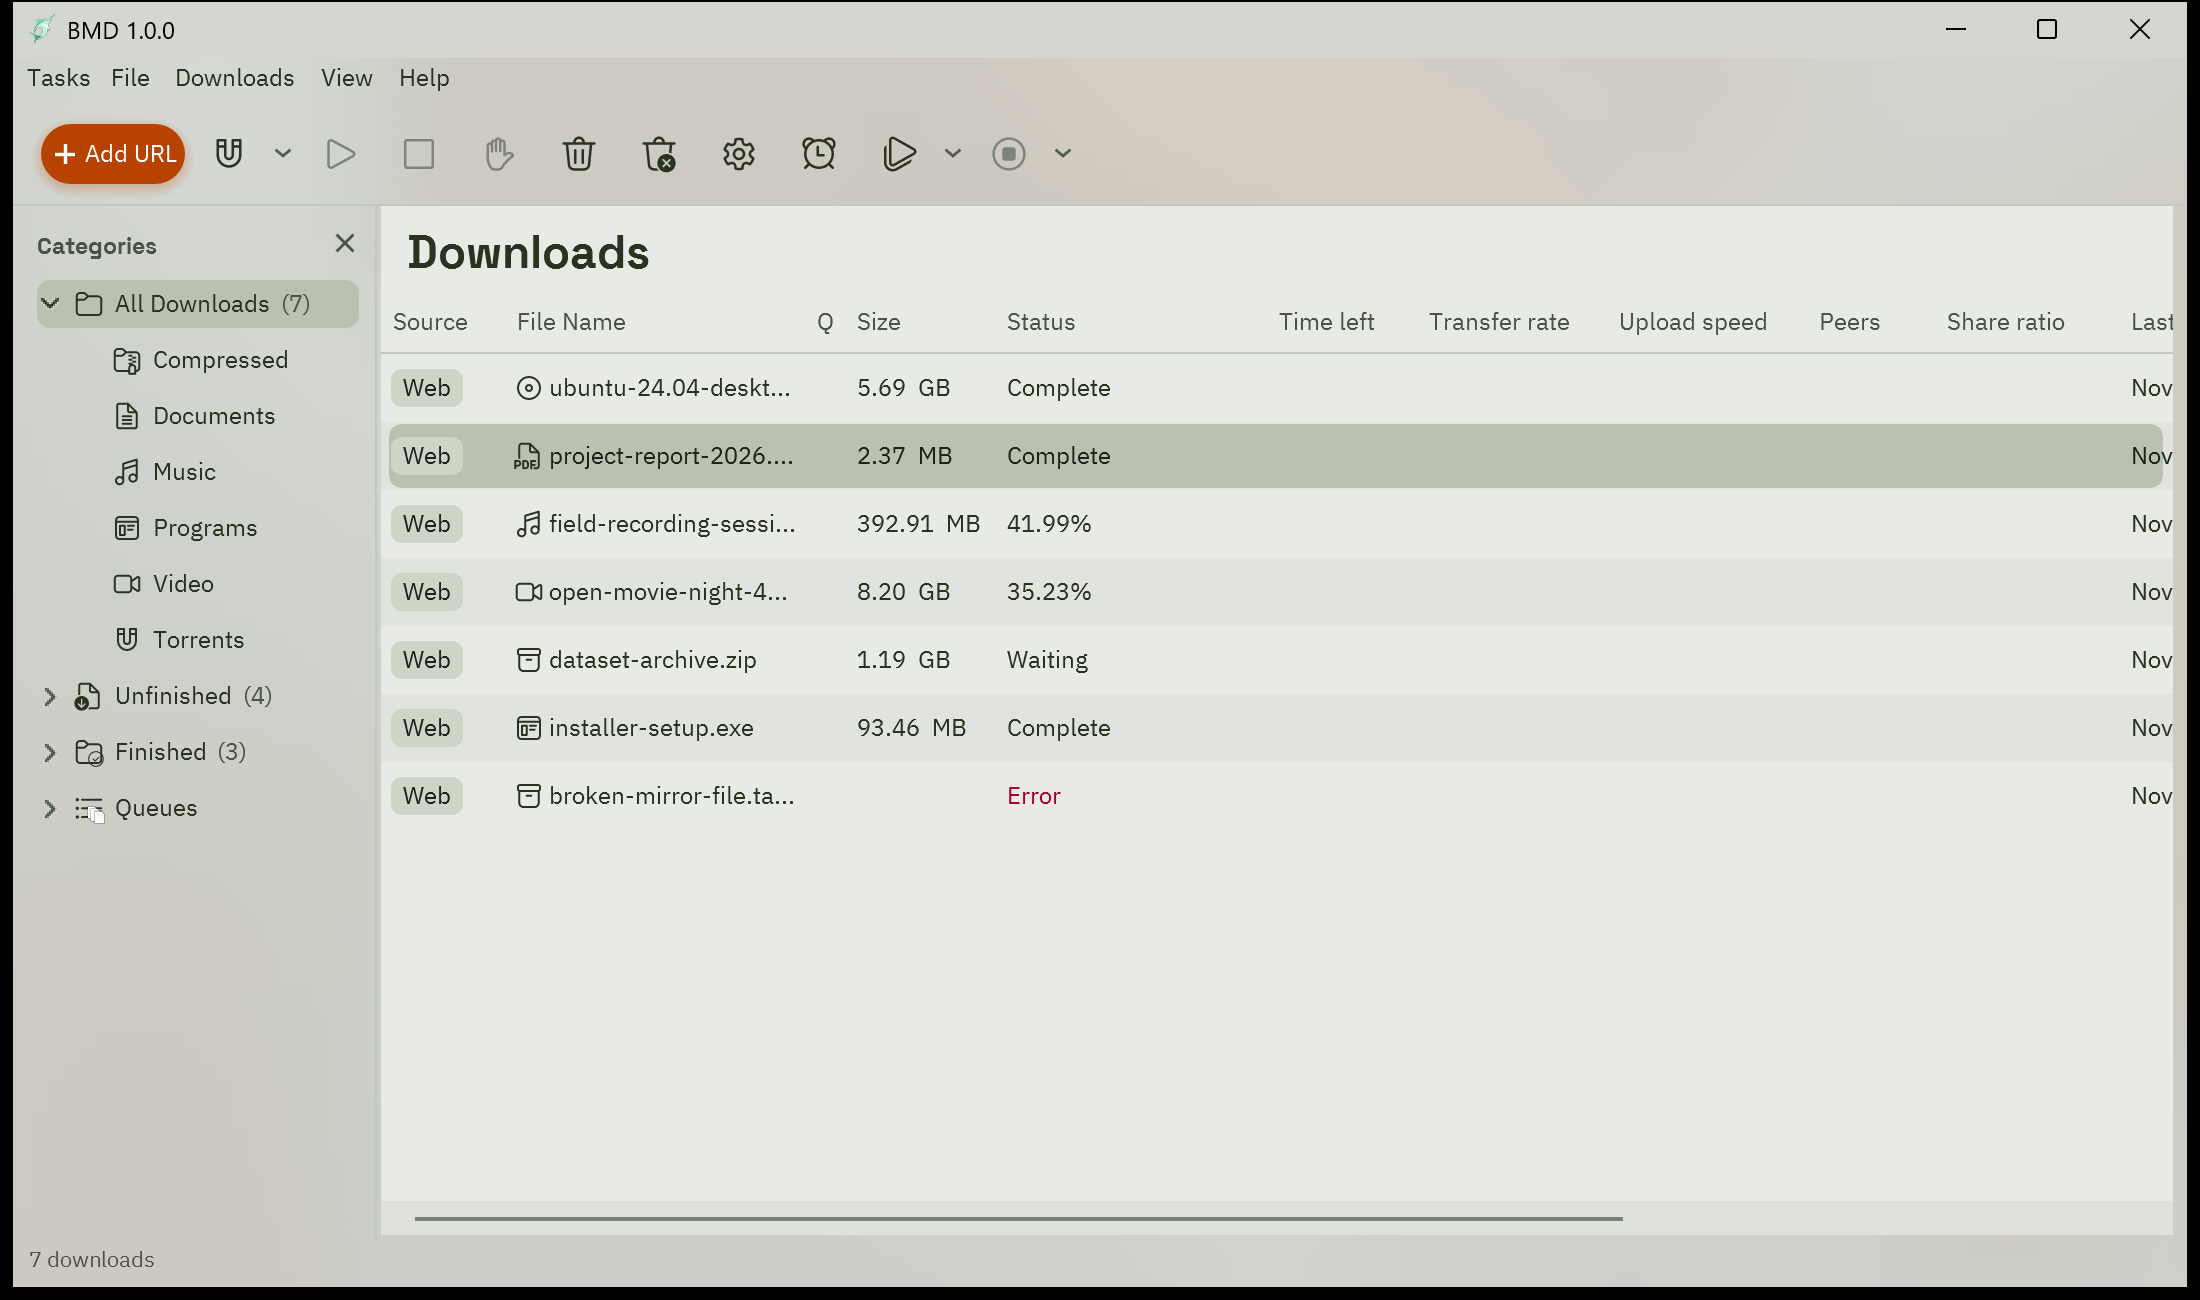 BMD 1.0.0
Tasks File Downloads View Help
+ Add URL
Categories
All Downloads (7)
Compressed
Documents
Music
Programs
Video
Torrents
Unfinished (4)
Finished (3)
Queues
Downloads
Source File Name Q Size Status Time left Transfer rate Upload speed Peers Share ratio Last
Web ubuntu-24.04-deskt... 5.69 GB Complete Nov
Web PDF project-report-2026.... 2.37 MB Complete Nov
Web field-recording-sessi... 392.91 MB 41.99% Nov
Web open-movie-night-4... 8.20 GB 35.23% Nov
Web dataset-archive.zip 1.19 GB Waiting Nov
Web installer-setup.exe 93.46 MB Complete Nov
Web broken-mirror-file.ta... Error Nov
7 downloads